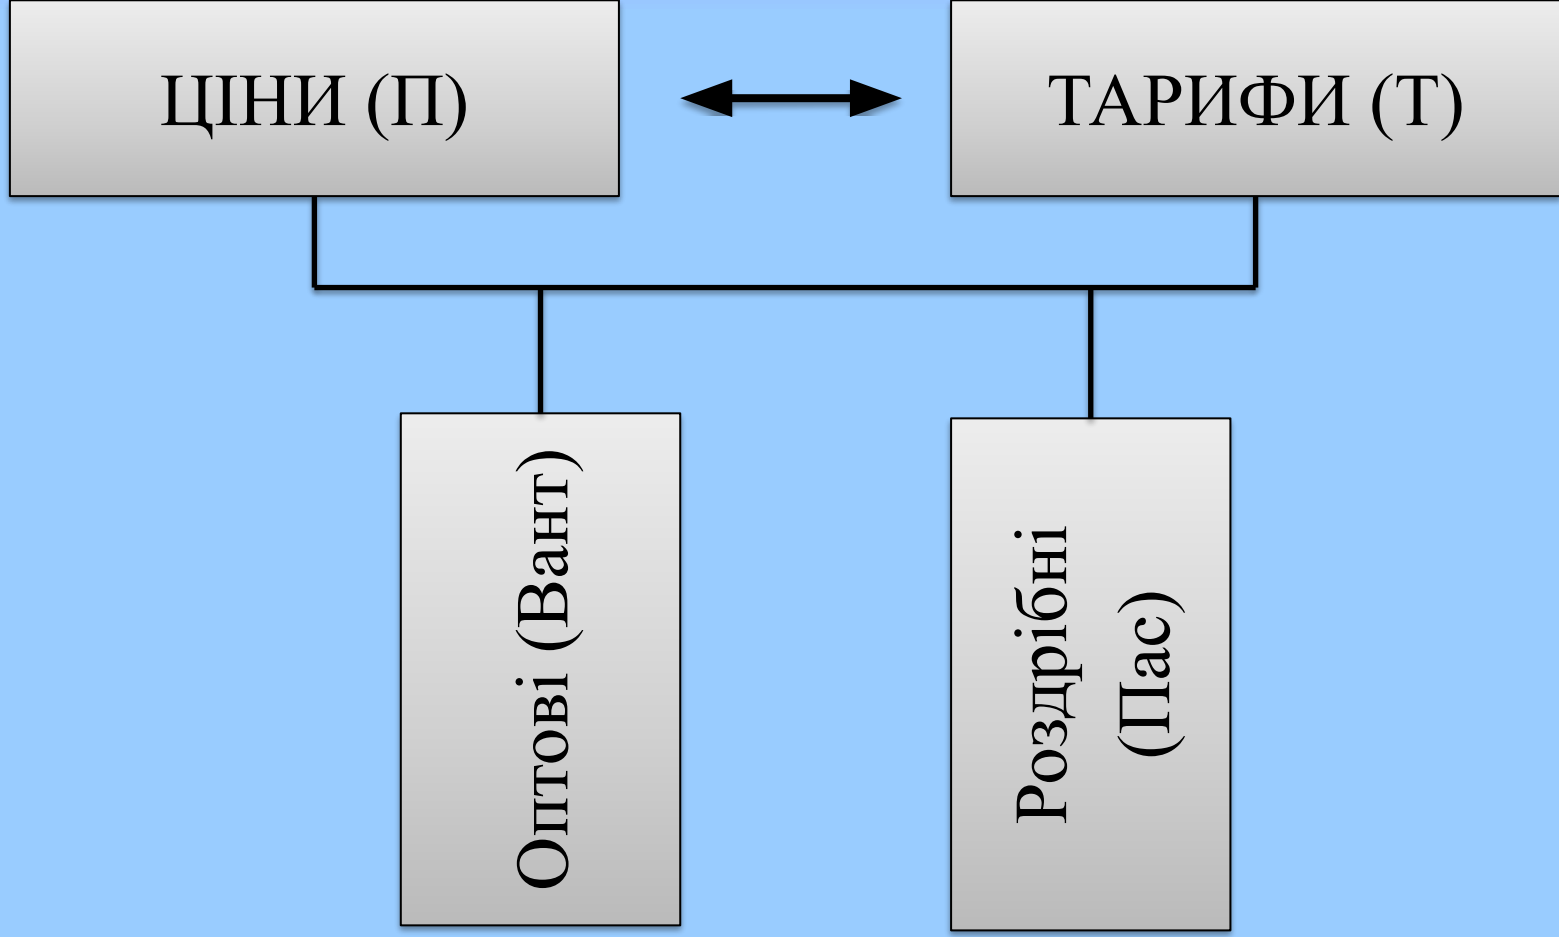 ЦІНИ (П)
ТАРИФИ (Т)
Оптові (Вант)
Роздрібні
(Пас)